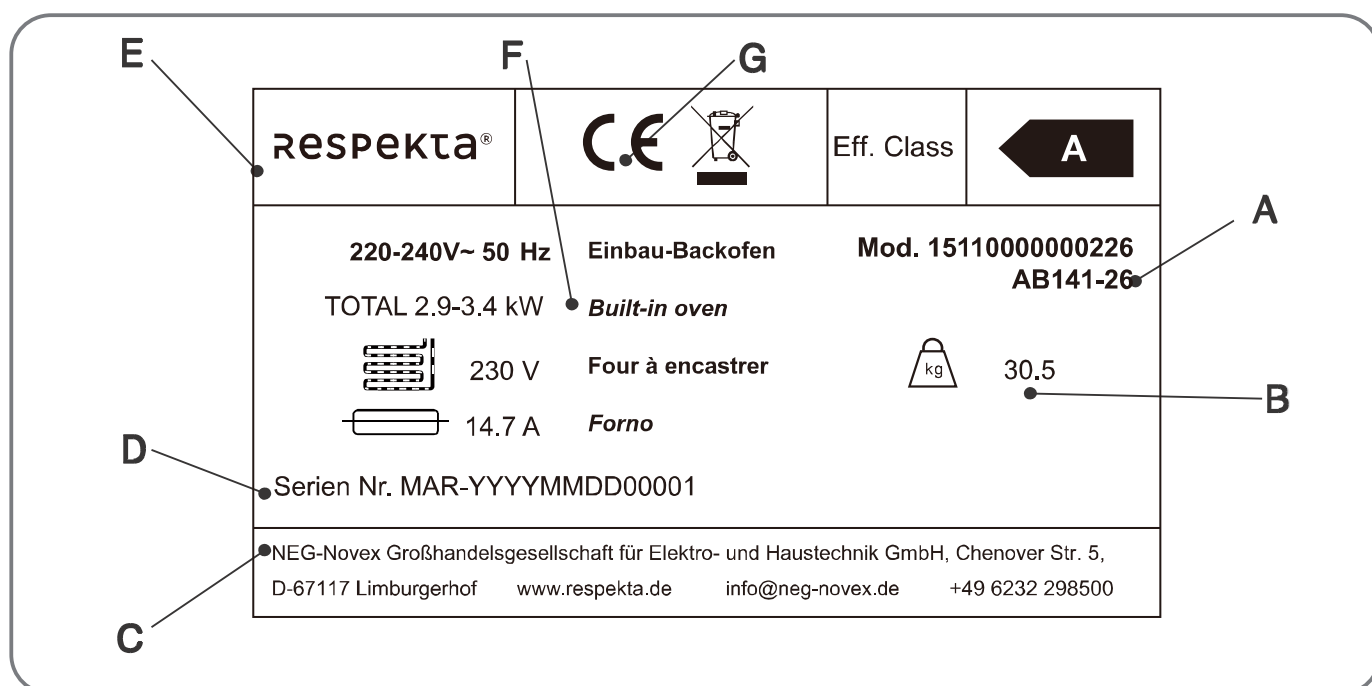 E
F
G
RESPEKTA®
CE
Eff. Class
A
A
220-240V~ 50 Hz
Einbau-Backofen
Mod. 15110000000226
AB141-26
TOTAL 2.9-3.4 kW
Built-in oven
230 V
Four à encastrer
kg
30.5
B
14.7 A
Forno
D
Serien Nr. MAR-YYYYMMDD00001
NEG-Novex Großhandelsgesellschaft für Elektro- und Haustechnik GmbH, Chenover Str. 5,
D-67117 Limburgerhof www.respekta.de info@neg-novex.de +49 6232 298500
C